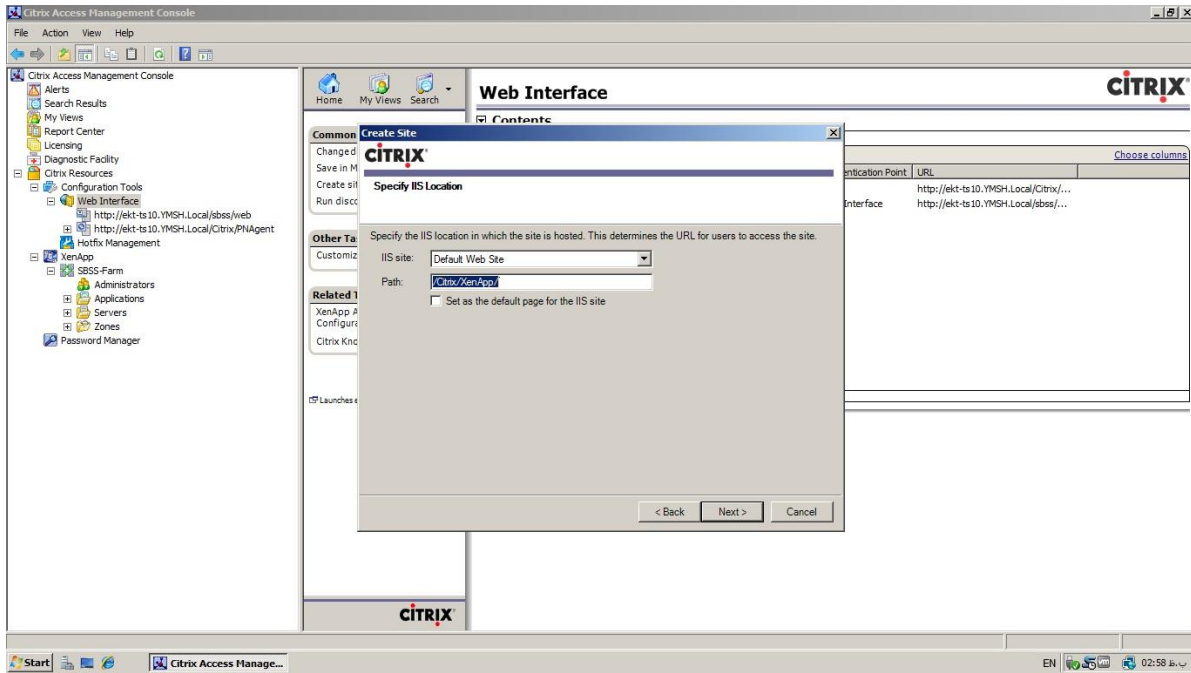 Citrix Access Management Console
File Action View Help
Citrix Access Management Console
Alerts
Search Results
My Views
Report Center
Licensing
Diagnostic Facility
Citrix Resources
Configuration Tools
Web Interface
http://ekt-ts10.YMSH.Local/sbss/web
http://ekt-ts10.YMSH.Local/Citrix/PNAgent
Hotfix Management
XenApp
SBSS-Farm
Administrators
Applications
Servers
Zones
Password Manager
Home My Views Search
Common
Changed
Save in M
Create sit
Run disco
Other Ta
Customiz
Related T
XenApp A
Configura
Citrix Kno
Launches e
CITRIX
Web Interface
CITRIX
Contents
Choose columns
entication Point URL
http://ekt-ts10.YMSH.Local/Citrix/...
Interface http://ekt-ts10.YMSH.Local/sbss/...
Create Site
CITRIX
Specify IIS Location
Specify the IIS location in which the site is hosted. This determines the URL for users to access the site.
IIS site: Default Web Site
Path: /Citrix/XenApp/
Set as the default page for the IIS site
< Back Next > Cancel
Start Citrix Access Manage... EN 02:58 ب.ظ